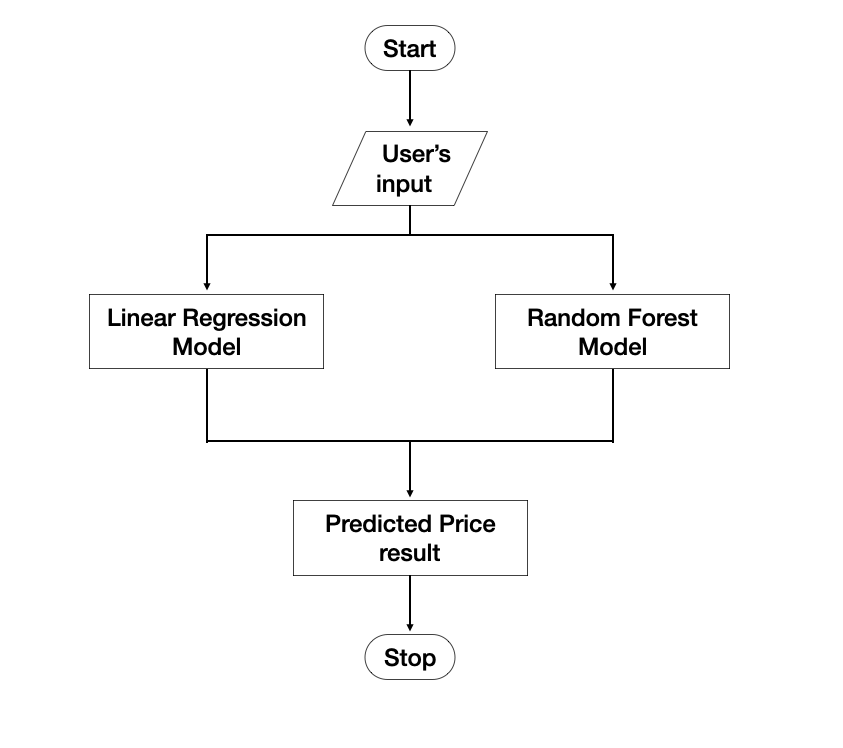 Start
User’s
input
Linear Regression
Model
Random Forest
Model
Predicted Price
result
Stop